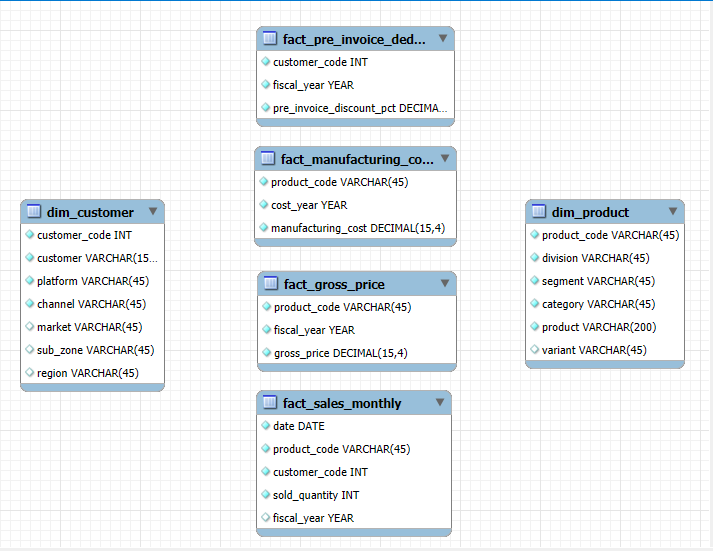 fact_pre_invoice_ded...
customer_code INT
fiscal_year YEAR
pre_invoice_discount_pct DECIMA...
fact_manufacturing_co...
product_code VARCHAR(45)
cost_year YEAR
manufacturing_cost DECIMAL(15,4)
dim_customer
customer_code INT
customer VARCHAR(15...
platform VARCHAR(45)
channel VARCHAR(45)
market VARCHAR(45)
sub_zone VARCHAR(45)
region VARCHAR(45)
fact_gross_price
product_code VARCHAR(45)
fiscal_year YEAR
gross_price DECIMAL(15,4)
dim_product
product_code VARCHAR(45)
division VARCHAR(45)
segment VARCHAR(45)
category VARCHAR(45)
product VARCHAR(200)
variant VARCHAR(45)
fact_sales_monthly
date DATE
product_code VARCHAR(45)
customer_code INT
sold_quantity INT
fiscal_year YEAR